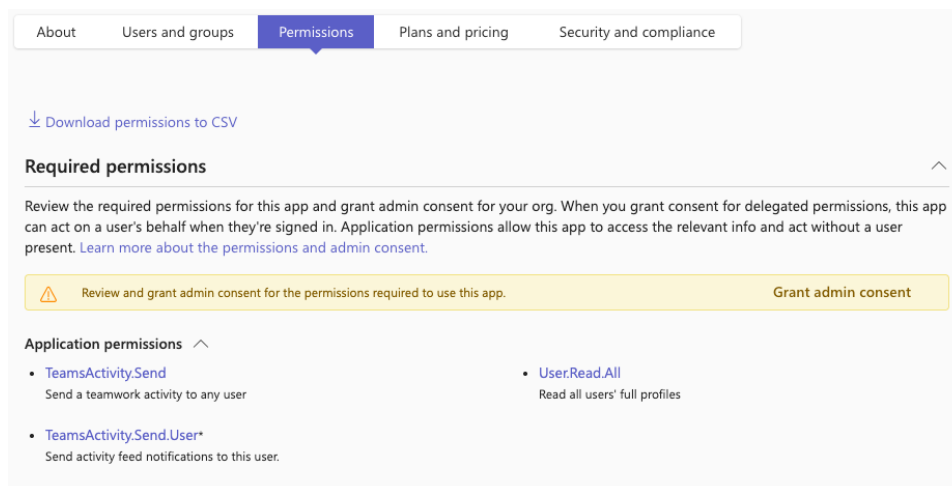 About Users and groups Permissions Plans and pricing Security and compliance
Download permissions to CSV
Required permissions
Review the required permissions for this app and grant admin consent for your org. When you grant consent for delegated permissions, this app
can act on a user's behalf when they're signed in. Application permissions allow this app to access the relevant info and act without a user
present. Learn more about the permissions and admin consent.
Review and grant admin consent for the permissions required to use this app. Grant admin consent
Application permissions
• TeamsActivity.Send
Send a teamwork activity to any user
• User.Read.All
Read all users' full profiles
• TeamsActivity.Send.User*
Send activity feed notifications to this user.